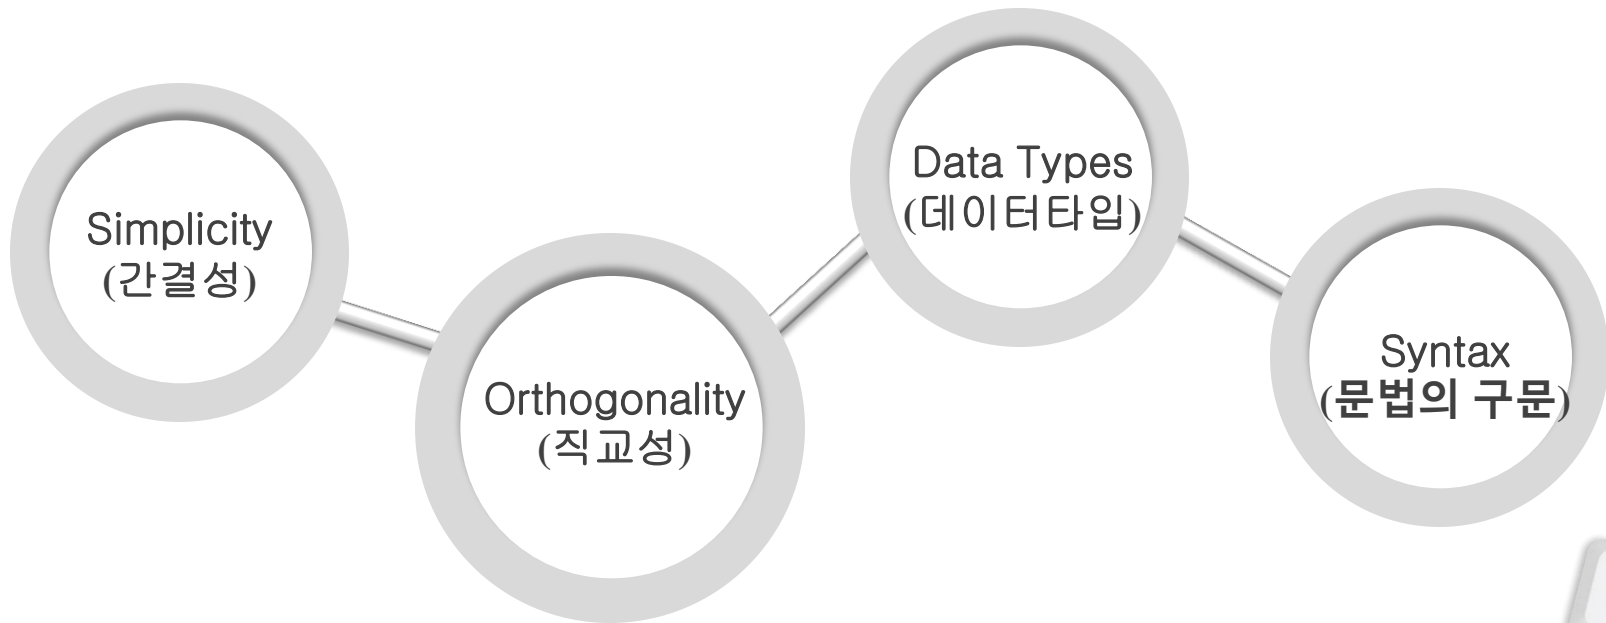 Simplicity
(간결성)
Orthogonality
(직교성)
Data Types
(데이터타입)
Syntax
(문법의 구문)